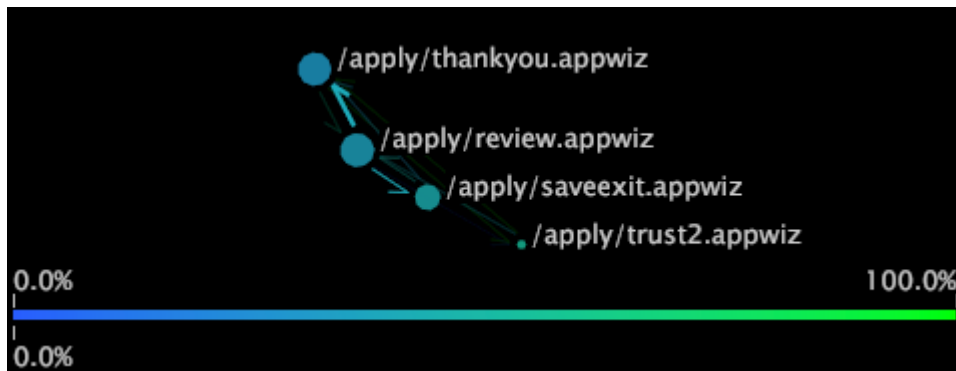 /apply/thankyou.appwiz
/apply/review.appwiz
/apply/saveexit.appwiz
/apply/trust2.appwiz
0.0% 100.0%
0.0%